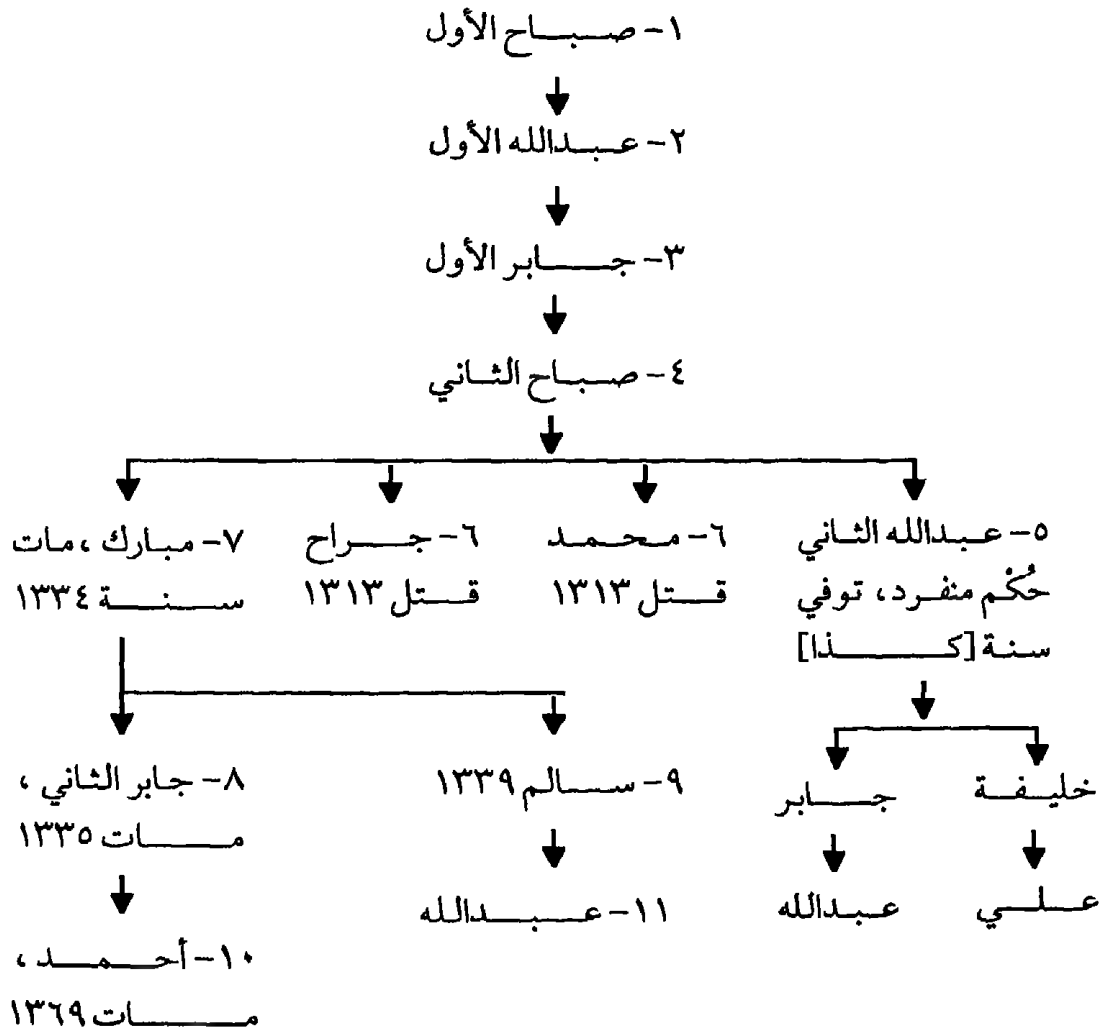 ١- صباح الأول
٢- عبدالله الأول
٣- جابر الأول
٤- صباح الثاني
٥- عبدالله الثاني
حُكْم منفرد، توفي
سنة [كذا]
٦- محمد
قتل ١٣١٣
٦- جراح
قتل ١٣١٣
٧- مبارك، مات
سنة ١٣٣٤
خليفة
جابر
٩- سالم ١٣٣٩
٨- جابر الثاني،
مات ١٣٣٥
علي
عبدالله
١١- عبدالله
١٠- أحمد،
مات ١٣٦٩